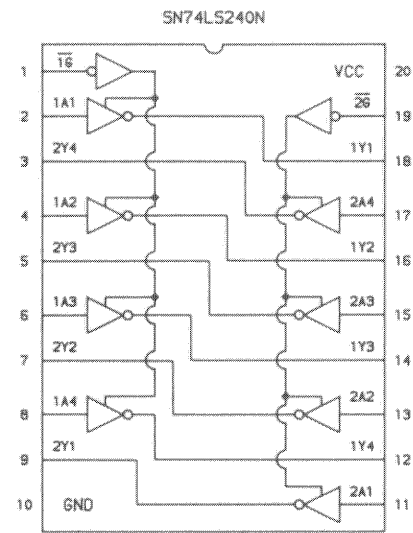 SN74LS240N
1 1G VCC 20
2 1A1 2G 19
3 2Y4 1Y1 18
4 1A2 2A4 17
5 2Y3 1Y2 16
6 1A3 2A3 15
7 2Y2 1Y3 14
8 1A4 2A2 13
9 2Y1 1Y4 12
10 GND 2A1 11